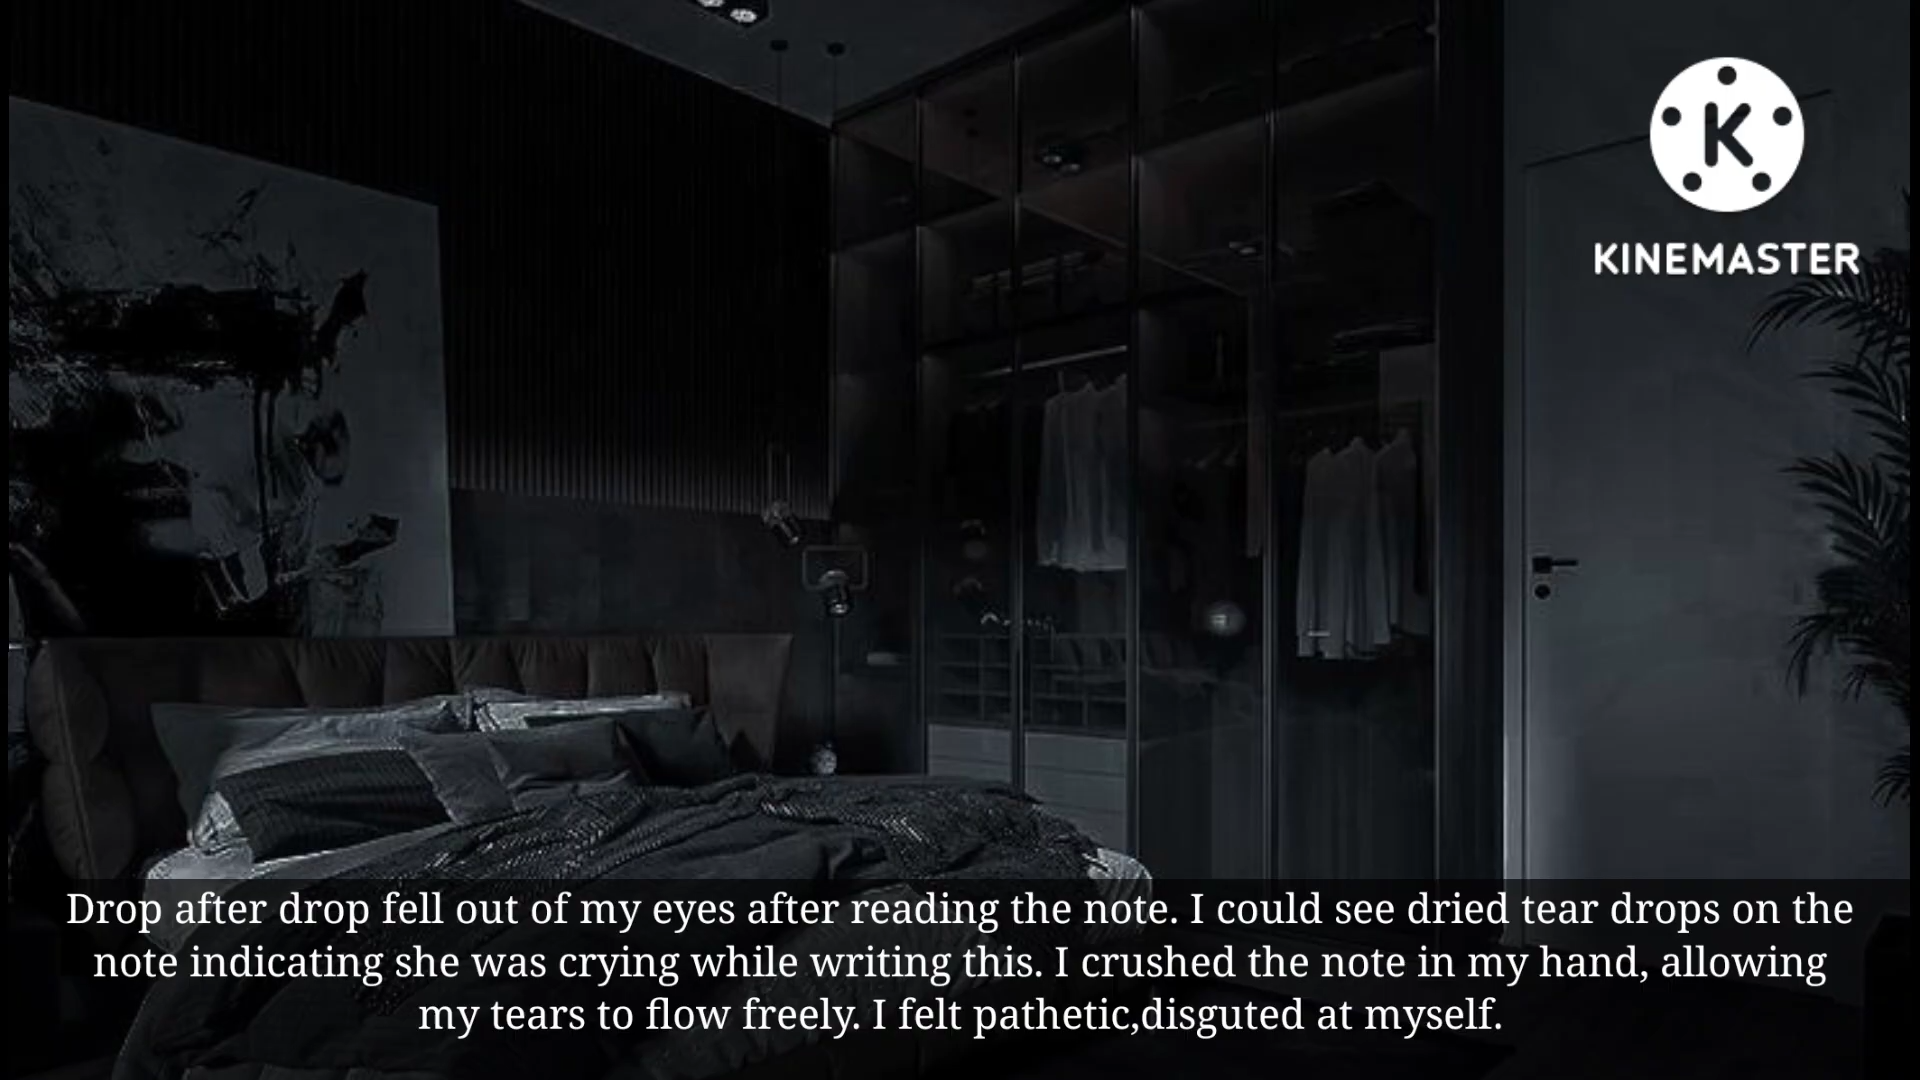 K
KINEMASTER
Drop after drop fell out of my eyes after reading the note. I could see dried tear drops on the
note indicating she was crying while writing this. I crushed the note in my hand, allowing
my tears to flow freely. I felt pathetic,disguted at myself.